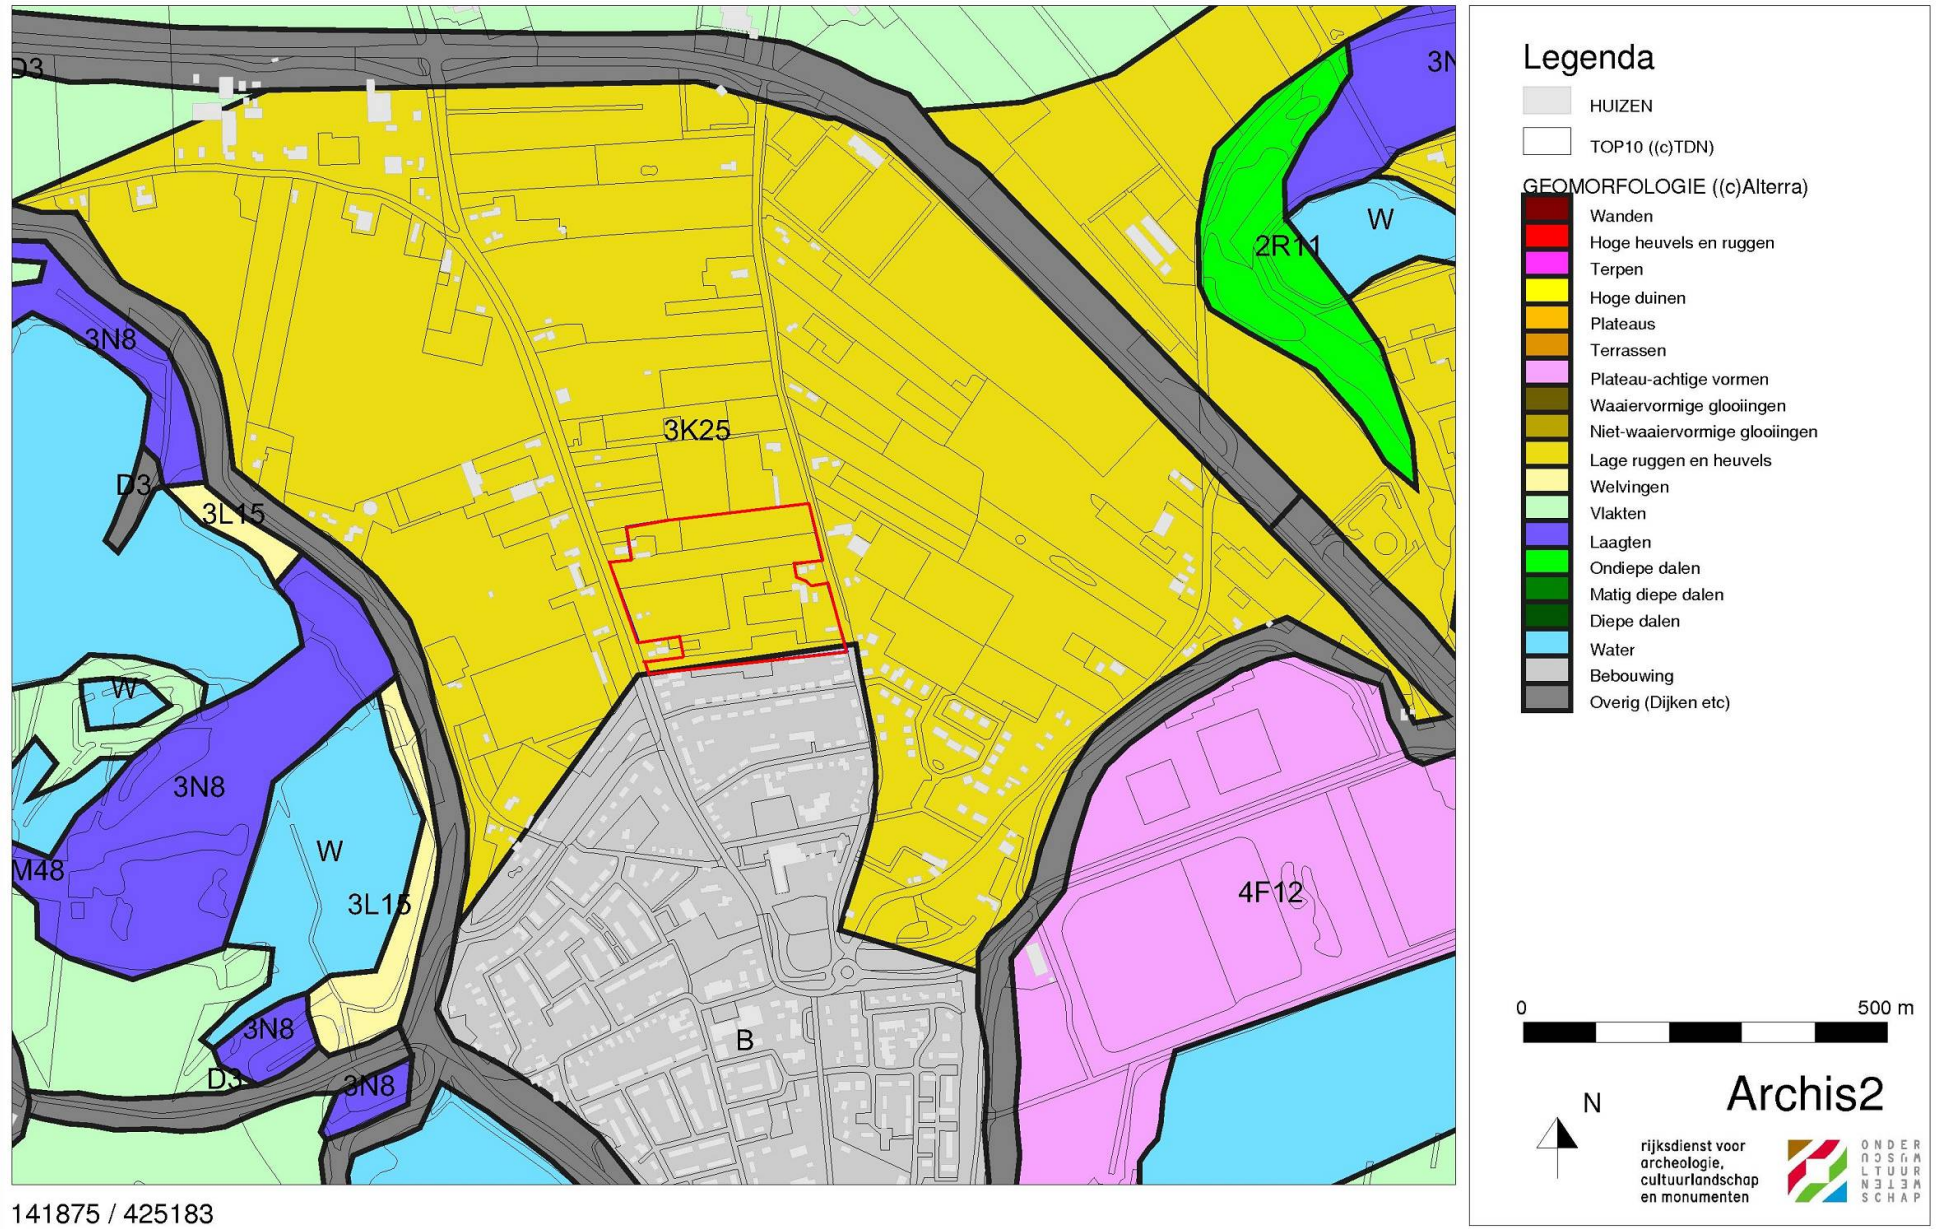 D3
3N
W
2R11
3N8
3K25
D3
3L15
W
3N8
W
M48
3L15
4F12
3N8
B
D3
3N8
141875 / 425183
Legenda
HUIZEN
TOP10 ((c)TDN)
GEOMORFOLOGIE ((c)Alterra)
Wanden
Hoge heuvels en ruggen
Terpen
Hoge duinen
Plateaus
Terrassen
Plateau-achtige vormen
Waaiervormige glooiingen
Niet-waaiervormige glooiingen
Lage ruggen en heuvels
Welvingen
Vlakten
Laagten
Ondiepe dalen
Matig diepe dalen
Diepe dalen
Water
Bebouwing
Overig (Dijken etc)
0 500 m
Archis2
N
rijksdienst voor
archeologie,
cultuurlandschap
en monumenten
ONDER
LTUUR
SCHAP